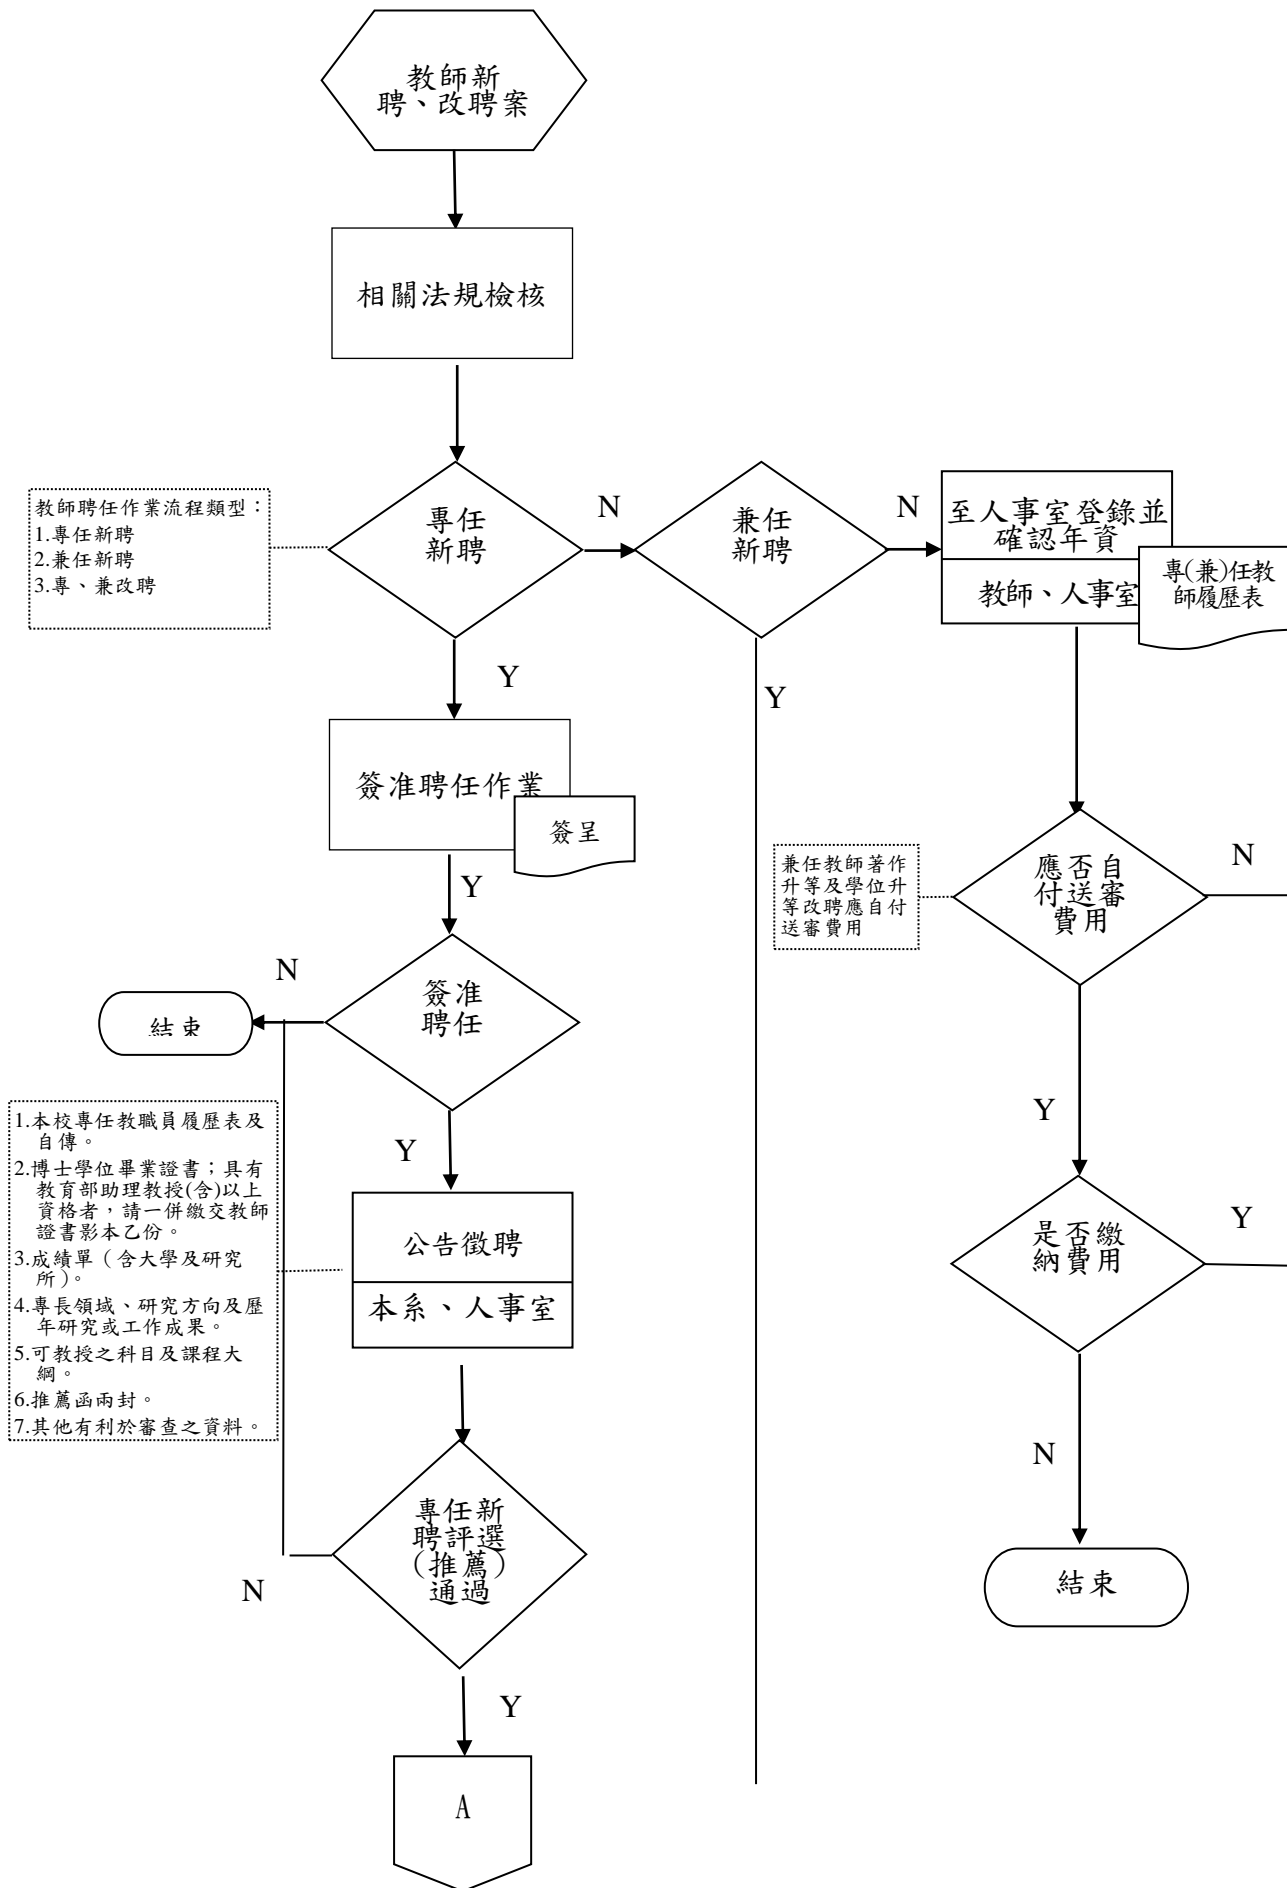 教師新
聘、改聘案
相關法規檢核
教師聘任作業流程類型：
1.專任新聘
2.兼任新聘
3.專、兼改聘
專任
新聘
N
兼任
新聘
N
至人事室登錄並
確認年資
教師、人事室
專(兼)任教
師履歷表
Y
Y
簽准聘任作業
簽呈
兼任教師著作
升等及學位升
等改聘應自付
送審費用
應否自
付送審
費用
N
Y
N
簽准
聘任
結束
Y
1.本校專任教職員履歷表及
自傳。
2.博士學位畢業證書；具有
教育部助理教授(含)以上
資格者，請一併繳交教師
證書影本乙份。
3.成績單（含大學及研究
所）。
4.專長領域、研究方向及歷
年研究或工作成果。
5.可教授之科目及課程大
綱。
6.推薦函兩封。
7.其他有利於審查之資料。
Y
公告徵聘
本系、人事室
是否繳
納費用
Y
N
專任新
聘評選
（推薦）
通過
N
結束
Y
A